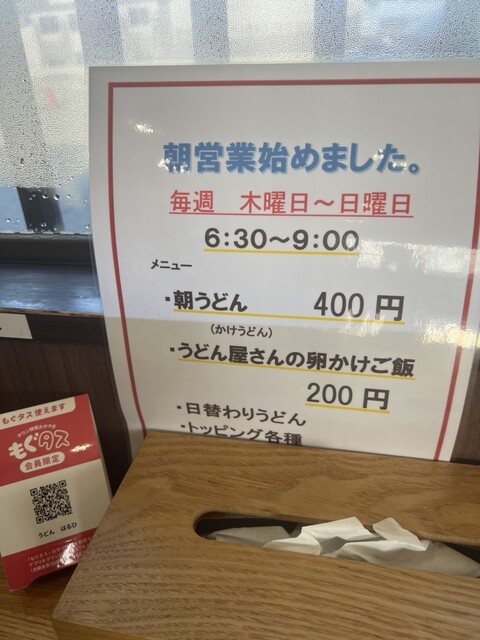 朝営業始めました。
毎週 木曜日～日曜日
6:30～9:00
メニュー
・朝うどん 400円
(かけうどん)
・うどん屋さんの卵かけご飯
200円
・日替わりうどん
・トッピング各種
もぐタス使えます
もぐタス
会員限定
うどん はるひ